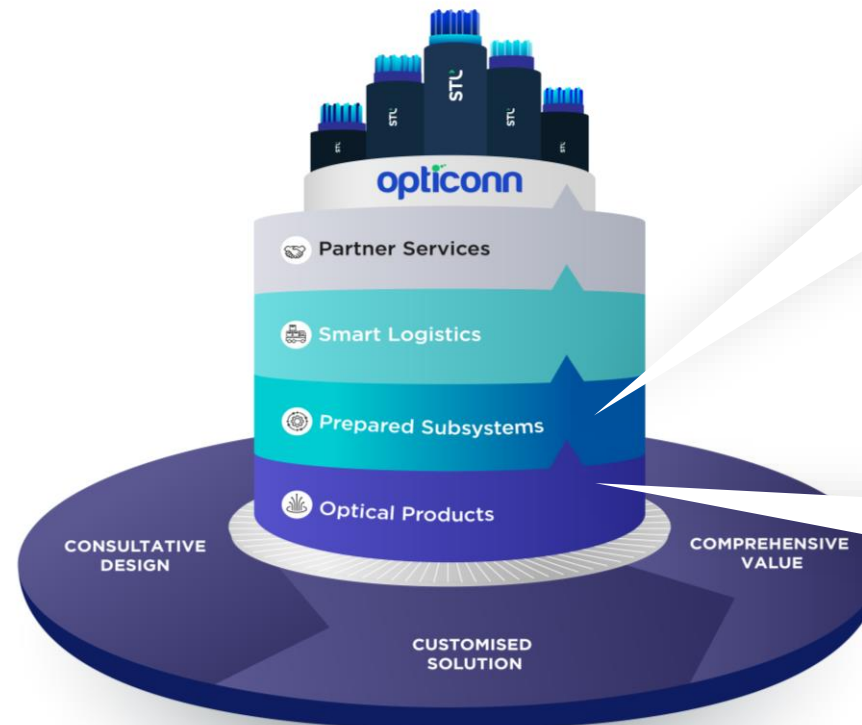 STL
STL
STL
STL
STL
opticonn
Partner Services
Smart Logistics
Prepared Subsystems
Optical Products
CONSULTATIVE
DESIGN
CUSTOMISED
SOLUTION
COMPREHENSIVE
VALUE